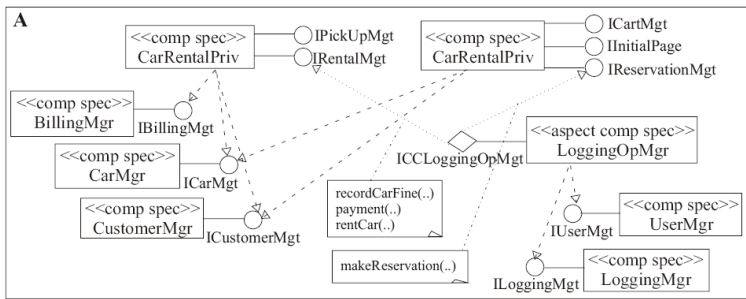 A
<<comp spec>>
CarRentalPriv
IPickUpMgt
IRentalMgt
<<comp spec>>
CarRentalPriv
ICartMgt
IInitialPage
IReservationMgt
<<comp spec>>
BillingMgr
IBillingMgt
<<comp spec>>
CarMgr
ICarMgt
<<comp spec>>
CustomerMgr
ICustomerMgt
ICCLoggingOpMgt
<<aspect comp spec>>
LoggingOpMgr
recordCarFine(..)
payment(..)
rentCar(..)
makeReservation(..)
IUserMgt
<<comp spec>>
UserMgr
ILoggingMgt
<<comp spec>>
LoggingMgr